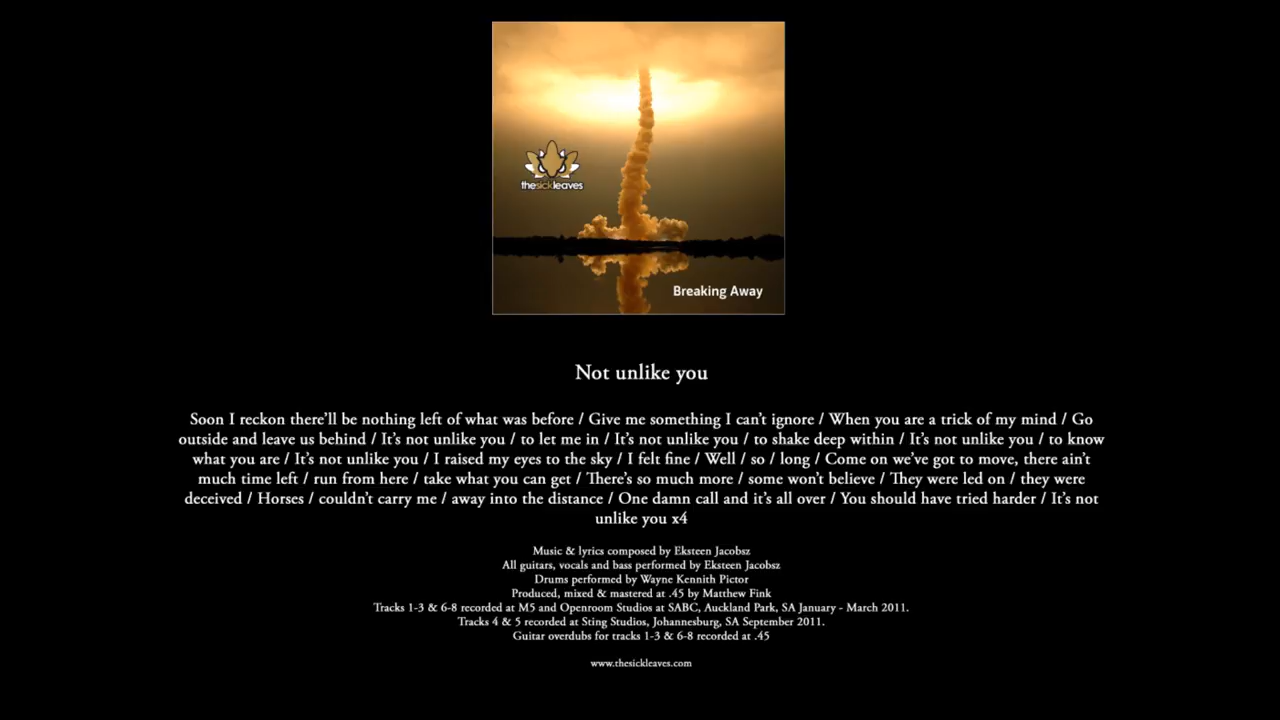 thesickleaves
Breaking Away
Not unlike you
Soon I reckon there'll be nothing left of what was before / Give me something I can't ignore / When you are a trick of my mind / Go
outside and leave us behind / It's not unlike you / to let me in / It's not unlike you / to shake deep within / It's not unlike you / to know
what you are / It's not unlike you / I raised my eyes to the sky / I felt fine / Well / so / long / Come on we've got to move, there ain't
much time left / run from here / take what you can get / There's so much more / some won't believe / They were led on / they were
deceived / Horses / couldn't carry me / away into the distance / One damn call and it's all over / You should have tried harder / It's not
unlike you x4
Music & lyrics composed by Eksteen Jacobsz
All guitars, vocals and bass performed by Eksteen Jacobsz
Drums performed by Wayne Kennith Pictor
Produced, mixed & mastered at .45 by Matthew Fink
Tracks 1-3 & 6-8 recorded at M5 and Openroom Studios at SABC, Auckland Park, SA January - March 2011.
Tracks 4 & 5 recorded at Sting Studios, Johannesburg, SA September 2011.
Guitar overdubs for tracks 1-3 & 6-8 recorded at .45
www.thesickleaves.com